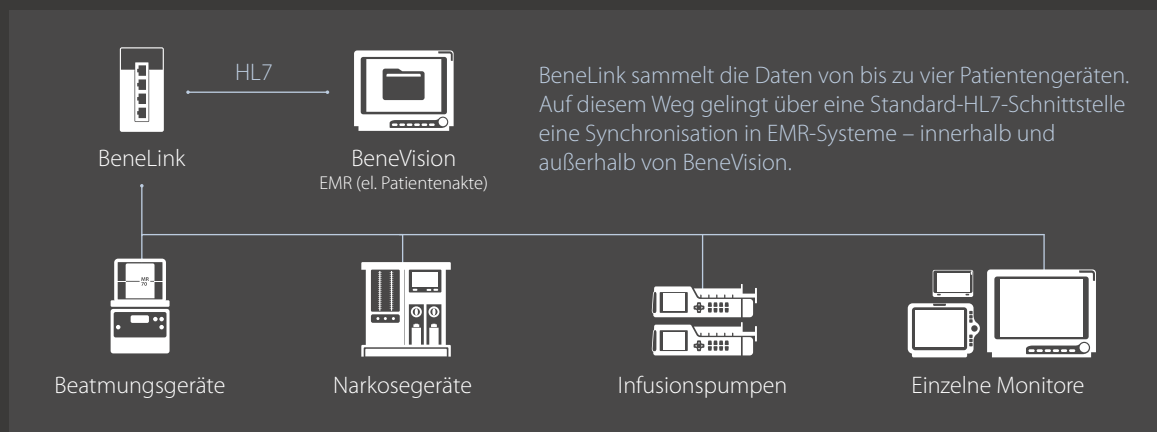 HL7
BeneLink
BeneVision
EMR (el. Patientenakte)
BeneLink sammelt die Daten von bis zu vier Patientengeräten.
Auf diesem Weg gelingt über eine Standard-HL7-Schnittstelle
eine Synchronisation in EMR-Systeme – innerhalb und
außerhalb von BeneVision.
MR
70
Beatmungsgeräte
Narkosegeräte
Infusionspumpen
Einzelne Monitore